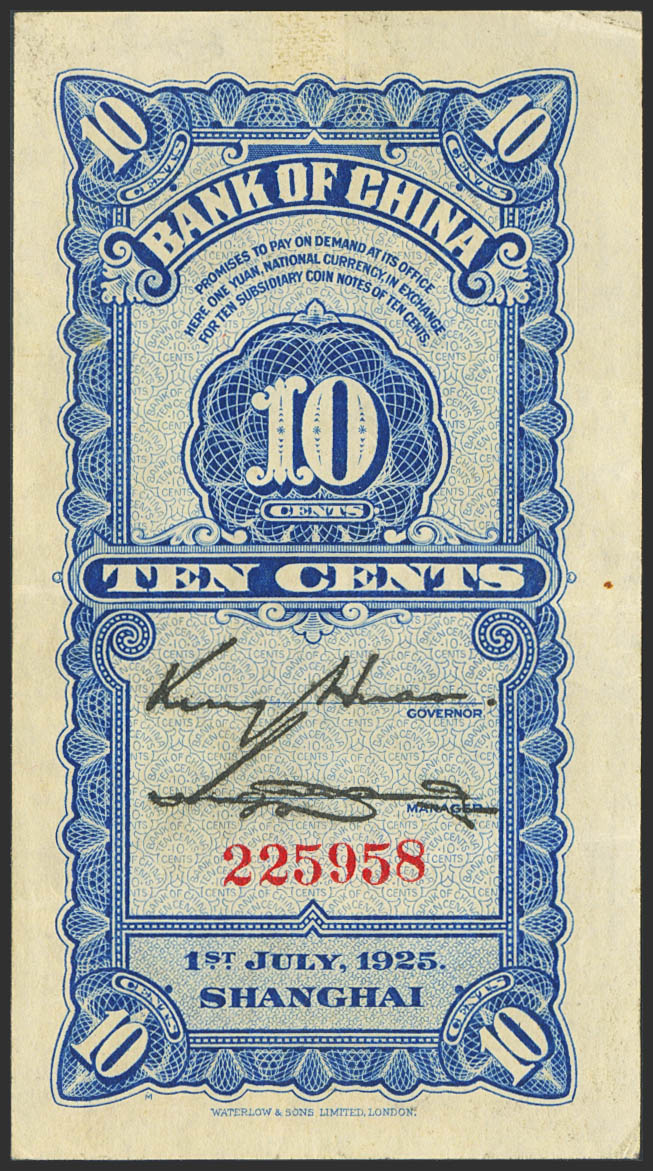 10 10
CENTS CENTS
BANK OF CHINA
PROMISES TO PAY ON DEMAND AT ITS OFFICE
HERE ONE YUAN, NATIONAL CURRENCY, IN EXCHANGE
FOR TEN SUBSIDIARY COIN NOTES OF TEN CENTS.
10
CENTS
TEN CENTS
GOVERNOR.
MANAGER.
225958
1ST JULY, 1925.
SHANGHAI
CENTS CENTS
10 10
M
WATERLOW & SONS, LIMITED, LONDON.